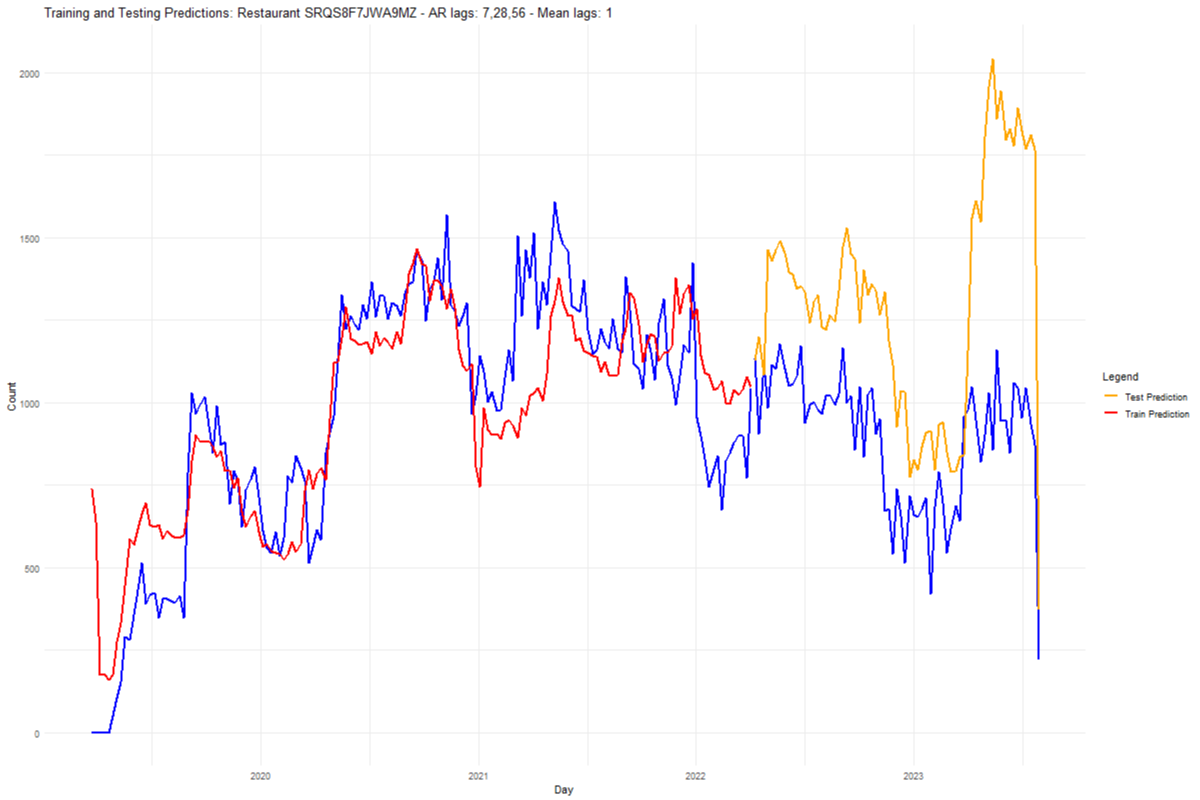 Training and Testing Predictions: Restaurant SRQS8F7JWA9MZ - AR lags: 7,28,56 - Mean lags: 1
2000
1500
1000
500
0
Count
2020
2021
2022
2023
Day
Legend
Test Prediction
Train Prediction